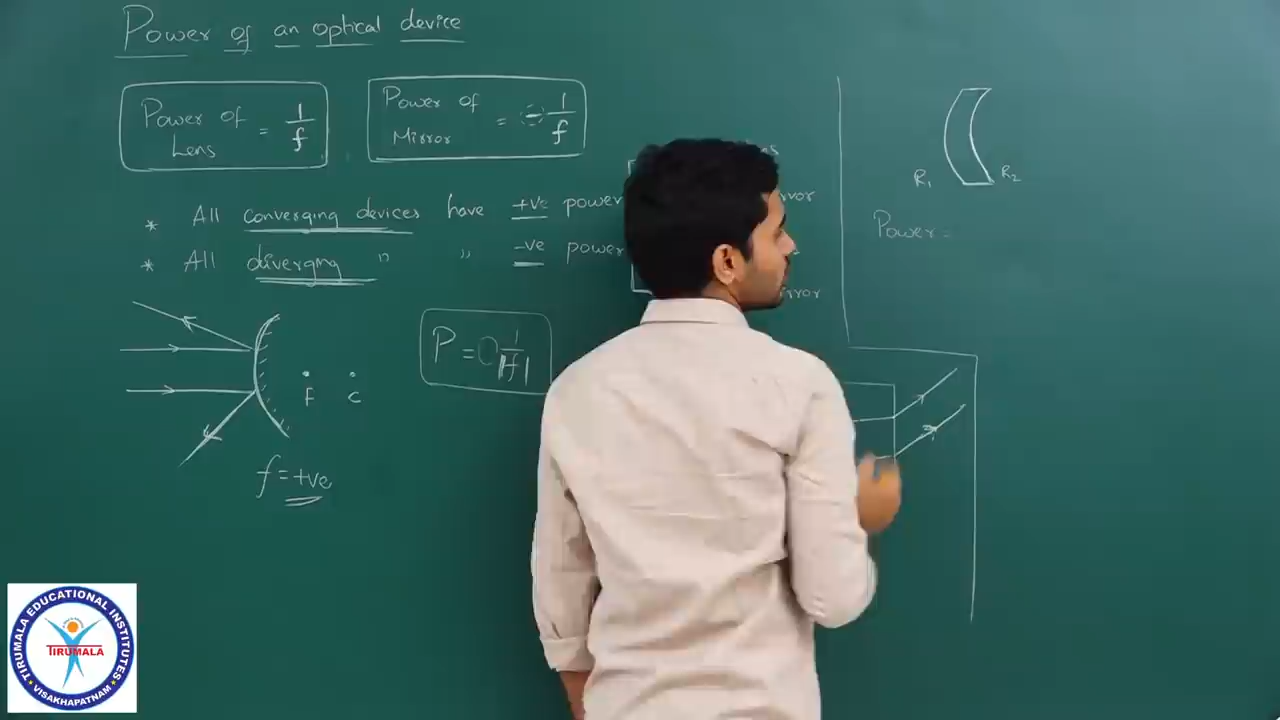 Power of an optical device
Power of Lens = 1/f
Power of Mirror = - 1/f
* All converging devices have +ve power
* All diverging " " -ve power
P = 1/|f|
F
C
f = +ve
R1
R2
Power =
TIRUMALA EDUCATIONAL INSTITUTES
TIRUMALA
VISAKHAPATNAM